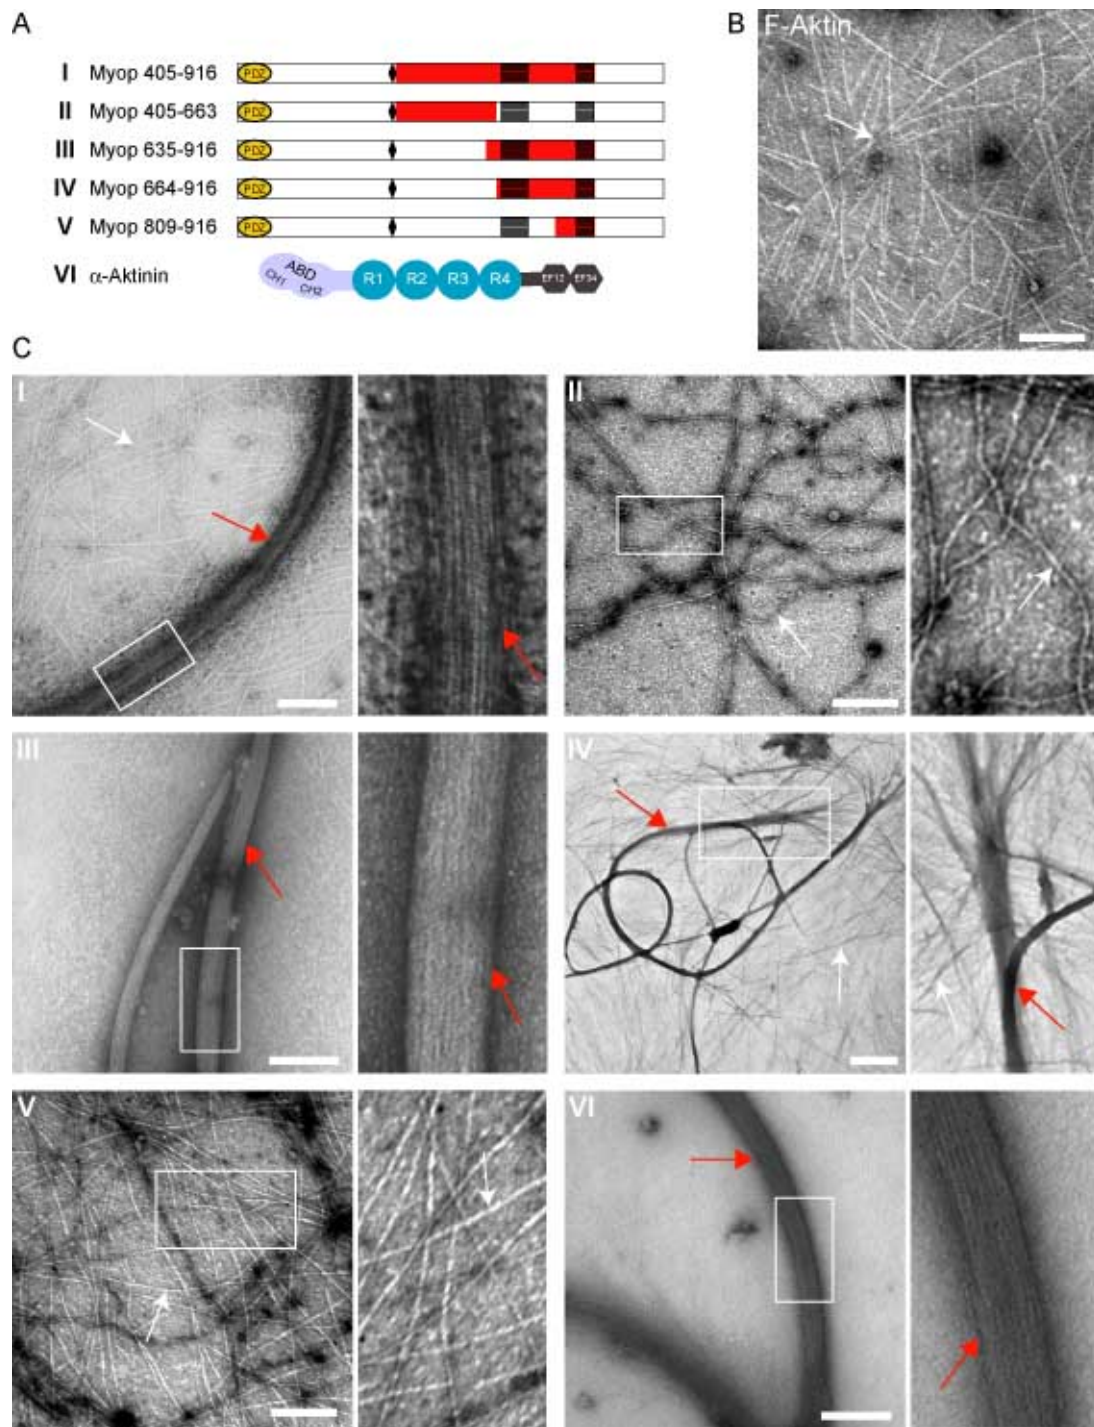 A
B
F-Aktin
I Myop 405-916
PDZ
II Myop 405-663
PDZ
III Myop 635-916
PDZ
IV Myop 664-916
PDZ
V Myop 809-916
PDZ
VI α-Aktinin
ABD
CH1
CH2
R1 R2 R3 R4
EF12 EF34
C
I
II
III
IV
V
VI